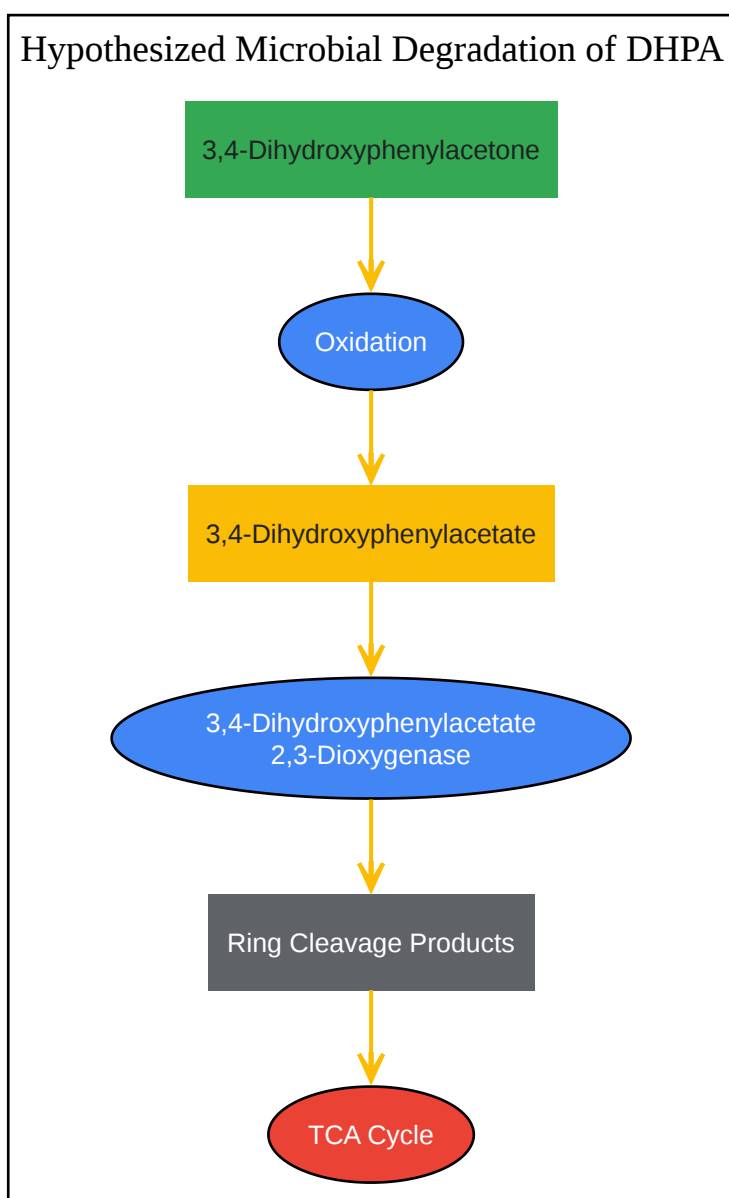 Hypothesized Microbial Degradation of DHPA
3,4-Dihydroxyphenylacetone
Oxidation
3,4-Dihydroxyphenylacetate
3,4-Dihydroxyphenylacetate
2,3-Dioxygenase
Ring Cleavage Products
TCA Cycle